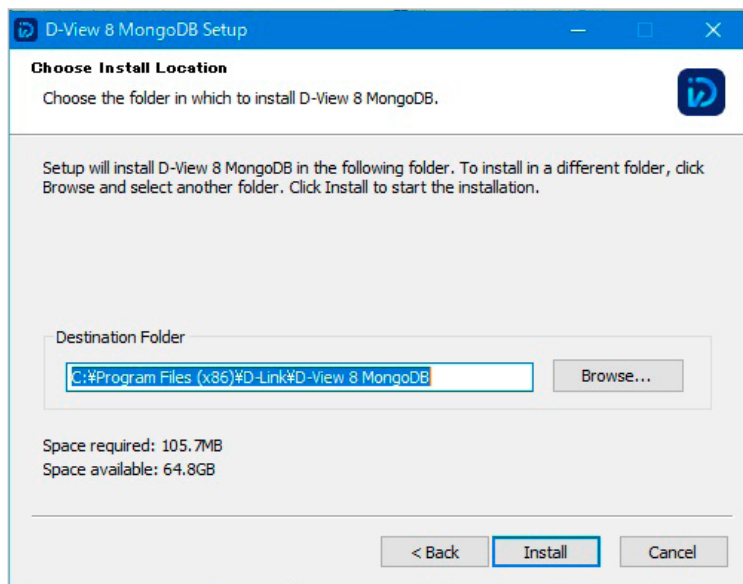 D-View 8 MongoDB Setup
Choose Install Location
Choose the folder in which to install D-View 8 MongoDB.
Setup will install D-View 8 MongoDB in the following folder. To install in a different folder, click
Browse and select another folder. Click Install to start the installation.
Destination Folder
C:¥Program Files (x86)¥D-Link¥D-View 8 MongoDB
Browse...
Space required: 105.7MB
Space available: 64.8GB
< Back
Install
Cancel